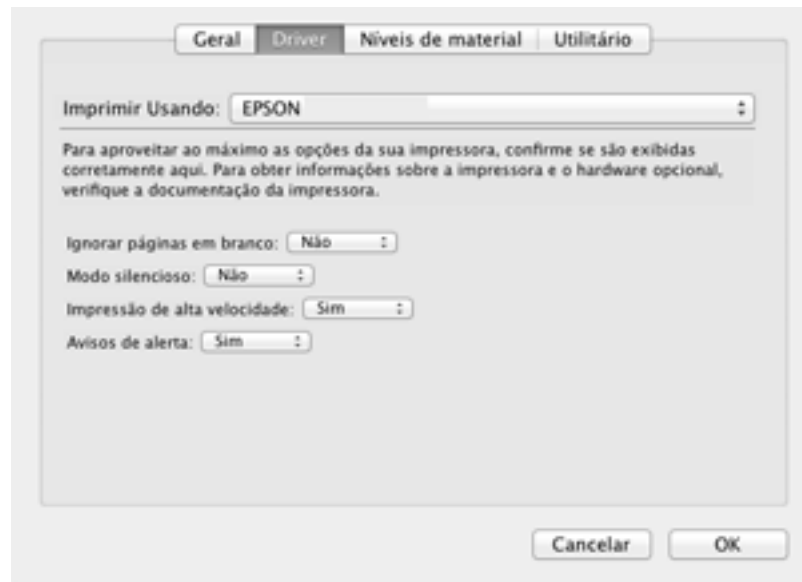 Geral Driver Níveis de material Utilitário
Imprimir Usando: EPSON
Para aproveitar ao máximo as opções da sua impressora, confirme se são exibidas
corretamente aqui. Para obter informações sobre a impressora e o hardware opcional,
verifique a documentação da impressora.
Ignorar páginas em branco: Não
Modo silencioso: Não
Impressão de alta velocidade: Sim
Avisos de alerta: Sim
Cancelar OK